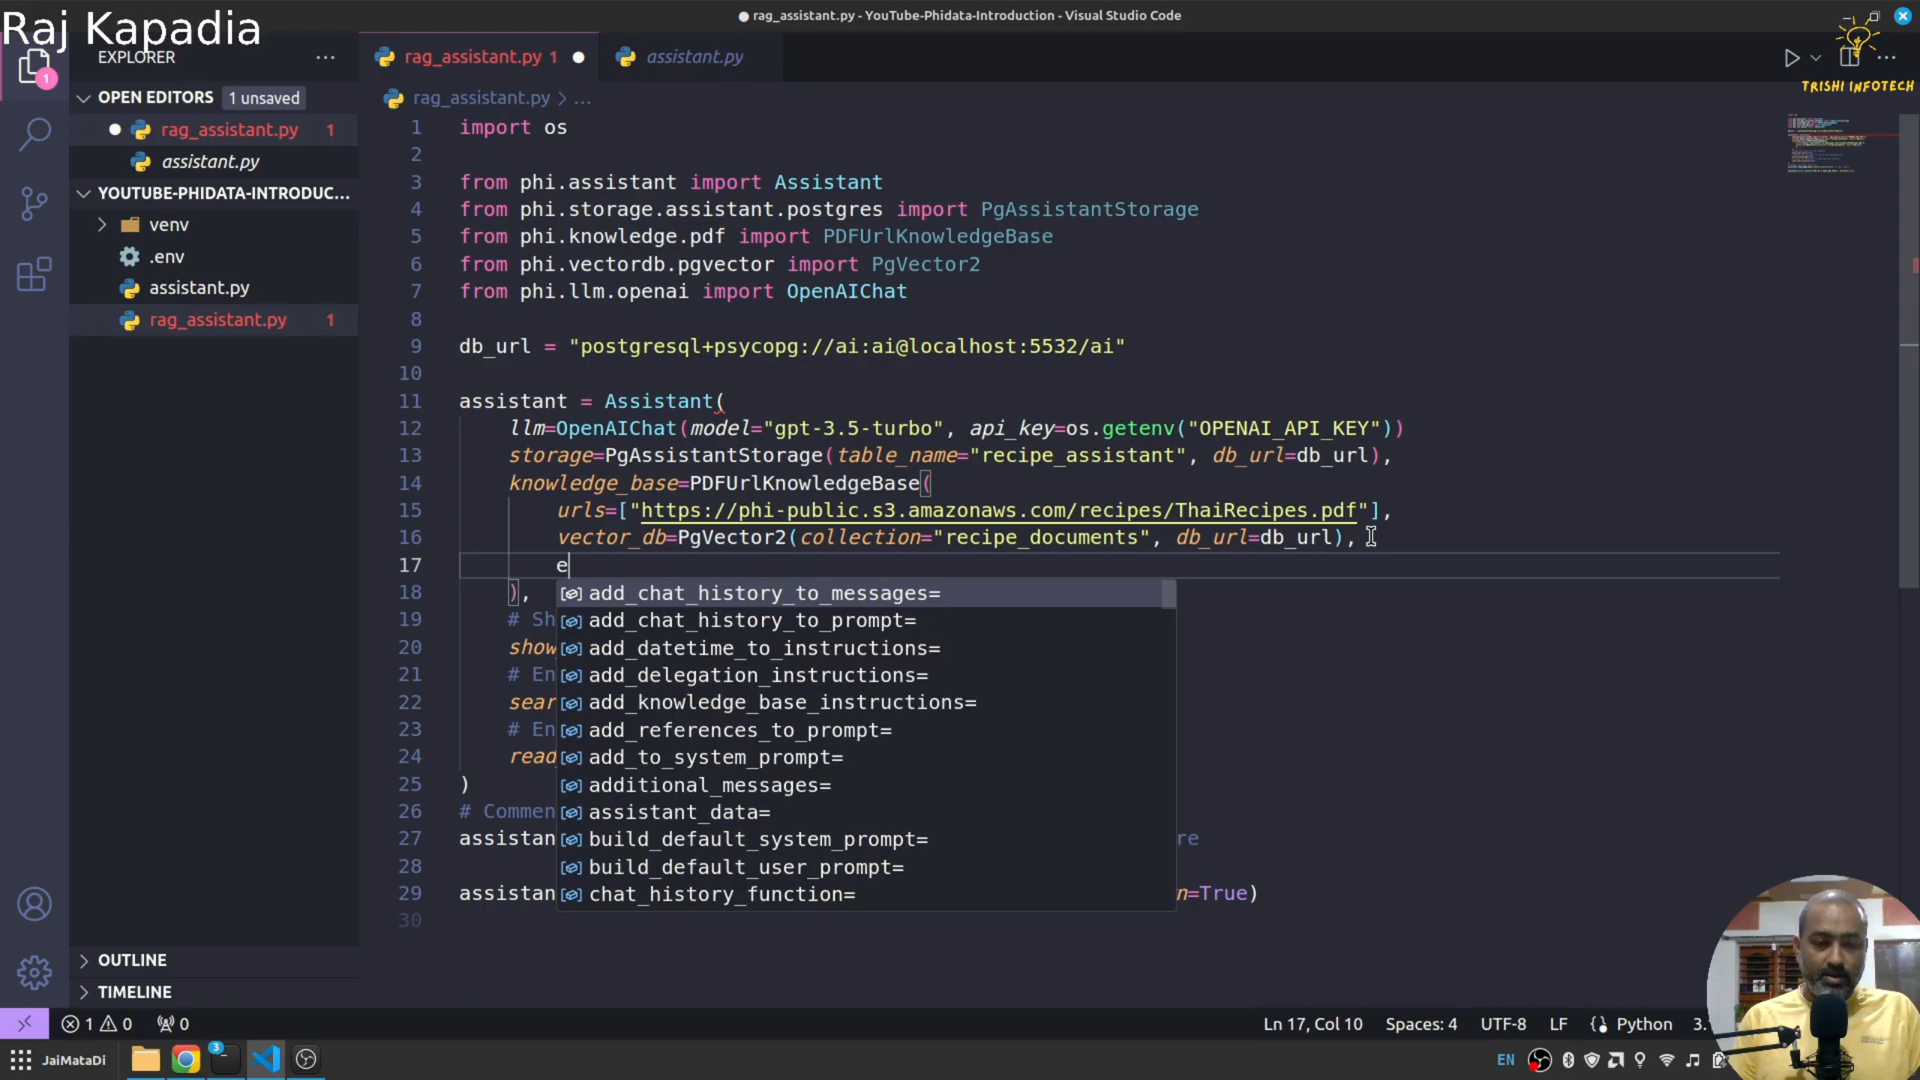 Raj Kapadia
rag_assistant.py - YouTube-Phidata-Introduction - Visual Studio Code
TRISHI INFOTECH
EXPLORER
OPEN EDITORS 1 unsaved
rag_assistant.py 1
assistant.py
YOUTUBE-PHIDATA-INTRODUC...
venv
.env
assistant.py
rag_assistant.py 1
OUTLINE
TIMELINE
1
rag_assistant.py 1
assistant.py
rag_assistant.py > ...
1 import os
2
3 from phi.assistant import Assistant
4 from phi.storage.assistant.postgres import PgAssistantStorage
5 from phi.knowledge.pdf import PDFUrlKnowledgeBase
6 from phi.vectordb.pgvector import PgVector2
7 from phi.llm.openai import OpenAIChat
8
9 db_url = "postgresql+psycopg://ai:ai@localhost:5532/ai"
10
11 assistant = Assistant(
12 llm=OpenAIChat(model="gpt-3.5-turbo", api_key=os.getenv("OPENAI_API_KEY"))
13 storage=PgAssistantStorage(table_name="recipe_assistant", db_url=db_url),
14 knowledge_base=PDFUrlKnowledgeBase(
15 urls=["https://phi-public.s3.amazonaws.com/recipes/ThaiRecipes.pdf"],
16 vector_db=PgVector2(collection="recipe_documents", db_url=db_url),
17 e
18 ),
19 # Sh
20 show
21 # En
22 sear
23 # En
24 read
25 )
26 # Commen
27 assistan re
28
29 assistan n=True)
30
add_chat_history_to_messages=
add_chat_history_to_prompt=
add_datetime_to_instructions=
add_delegation_instructions=
add_knowledge_base_instructions=
add_references_to_prompt=
add_to_system_prompt=
additional_messages=
assistant_data=
build_default_system_prompt=
build_default_user_prompt=
chat_history_function=
1 0 0
Ln 17, Col 10 Spaces: 4 UTF-8 LF Python 3.
JaiMataDi 3 EN